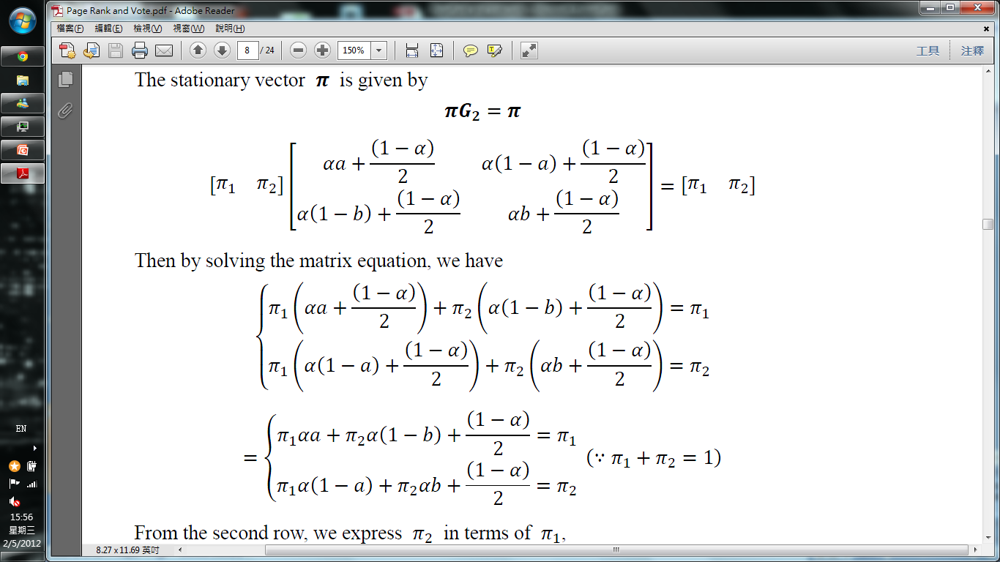 Page Rank and Vote.pdf - Adobe Reader
檔案(F) 編輯(E) 檢視(V) 視窗(W) 說明(H)
8 / 24 150% 工具 注釋
The stationary vector π is given by
πG₂ = π
[π₁ π₂] [αa + (1 − α)/2 α(1 − a) + (1 − α)/2
α(1 − b) + (1 − α)/2 αb + (1 − α)/2] = [π₁ π₂]
Then by solving the matrix equation, we have
{π₁(αa + (1 − α)/2) + π₂(α(1 − b) + (1 − α)/2) = π₁
π₁(α(1 − a) + (1 − α)/2) + π₂(αb + (1 − α)/2) = π₂
= {π₁αa + π₂α(1 − b) + (1 − α)/2 = π₁
π₁α(1 − a) + π₂αb + (1 − α)/2 = π₂
(∵ π₁ + π₂ = 1)
From the second row, we express π₂ in terms of π₁,
8.27 x 11.69 英吋
EN
15:56
星期三
2/5/2012